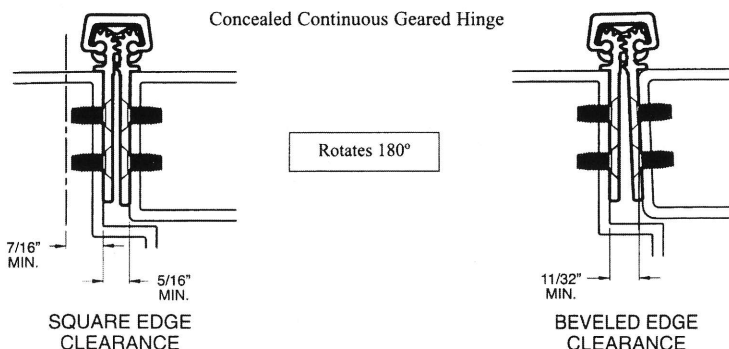 Concealed Continuous Geared Hinge
Rotates 180º
7/16"
MIN.
5/16"
MIN.
SQUARE EDGE
CLEARANCE
11/32"
MIN.
BEVELED EDGE
CLEARANCE